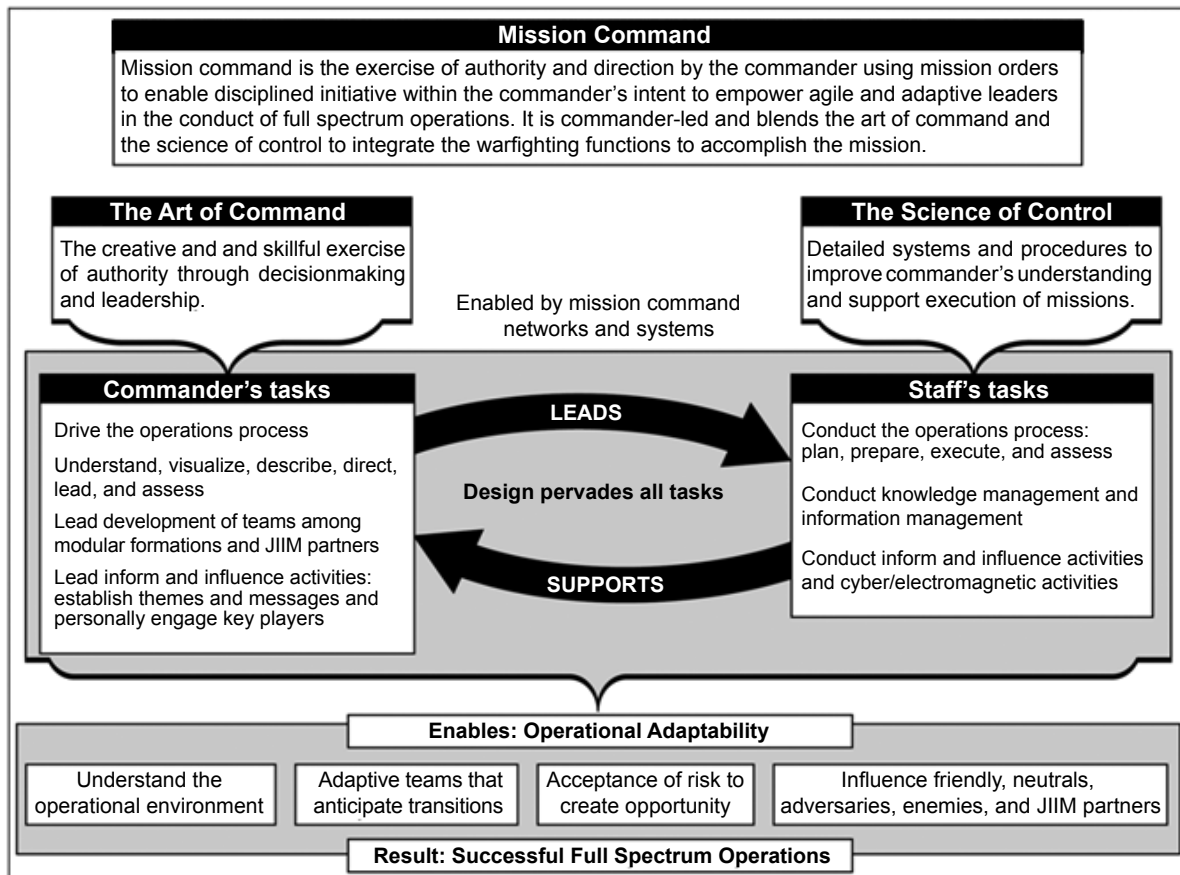 Mission Command
Mission command is the exercise of authority and direction by the commander using mission orders
to enable disciplined initiative within the commander's intent to empower agile and adaptive leaders
in the conduct of full spectrum operations. It is commander-led and blends the art of command and
the science of control to integrate the warfighting functions to accomplish the mission.
The Art of Command
The creative and and skillful exercise
of authority through decisionmaking
and leadership.
The Science of Control
Detailed systems and procedures to
improve commander's understanding
and support execution of missions.
Enabled by mission command
networks and systems
Commander's tasks
Drive the operations process
Understand, visualize, describe, direct,
lead, and assess
Lead development of teams among
modular formations and JIIM partners
Lead inform and influence activities:
establish themes and messages and
personally engage key players
LEADS
Design pervades all tasks
SUPPORTS
Staff's tasks
Conduct the operations process:
plan, prepare, execute, and assess
Conduct knowledge management and
information management
Conduct inform and influence activities
and cyber/electromagnetic activities
Enables: Operational Adaptability
Understand the
operational environment
Adaptive teams that
anticipate transitions
Acceptance of risk to
create opportunity
Influence friendly, neutrals,
adversaries, enemies, and JIIM partners
Result: Successful Full Spectrum Operations